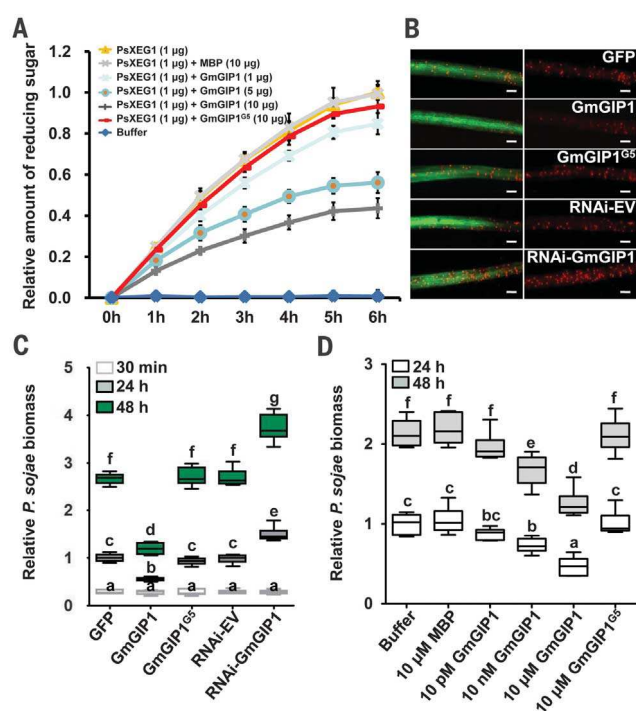 A
Relative amount of reducing sugar
1.2
1.0
0.8
0.6
0.4
0.2
0.0
PsXEG1 (1 µg)
PsXEG1 (1 µg) + MBP (10 µg)
PsXEG1 (1 µg) + GmGIP1 (1 µg)
PsXEG1 (1 µg) + GmGIP1 (5 µg)
PsXEG1 (1 µg) + GmGIP1 (10 µg)
PsXEG1 (1 µg) + GmGIP1ᴳ⁵ (10 µg)
Buffer
0h 1h 2h 3h 4h 5h 6h
B
GFP
GmGIP1
GmGIP1ᴳ⁵
RNAi-EV
RNAi-GmGIP1
C
Relative P. sojae biomass
5
4
3
2
1
0
30 min
24 h
48 h
f d f f g
c b c c e
a a a a a
GFP
GmGIP1
GmGIP1ᴳ⁵
RNAi-EV
RNAi-GmGIP1
D
Relative P. sojae biomass
3
2
1
0
24 h
48 h
f f f e d f
c c bc b a c
Buffer
10 µM MBP
10 pM GmGIP1
10 nM GmGIP1
10 µM GmGIP1
10 µM GmGIP1ᴳ⁵